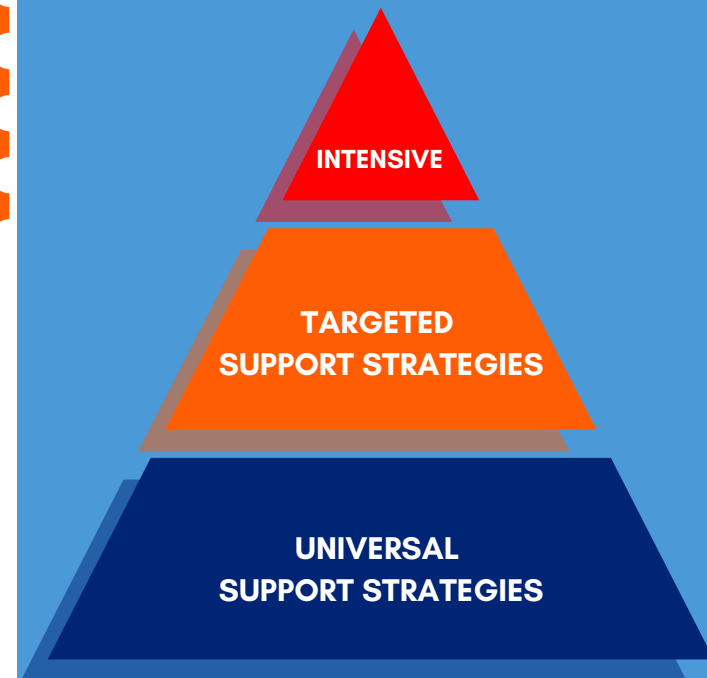 INTENSIVE
TARGETED
SUPPORT STRATEGIES
UNIVERSAL
SUPPORT STRATEGIES